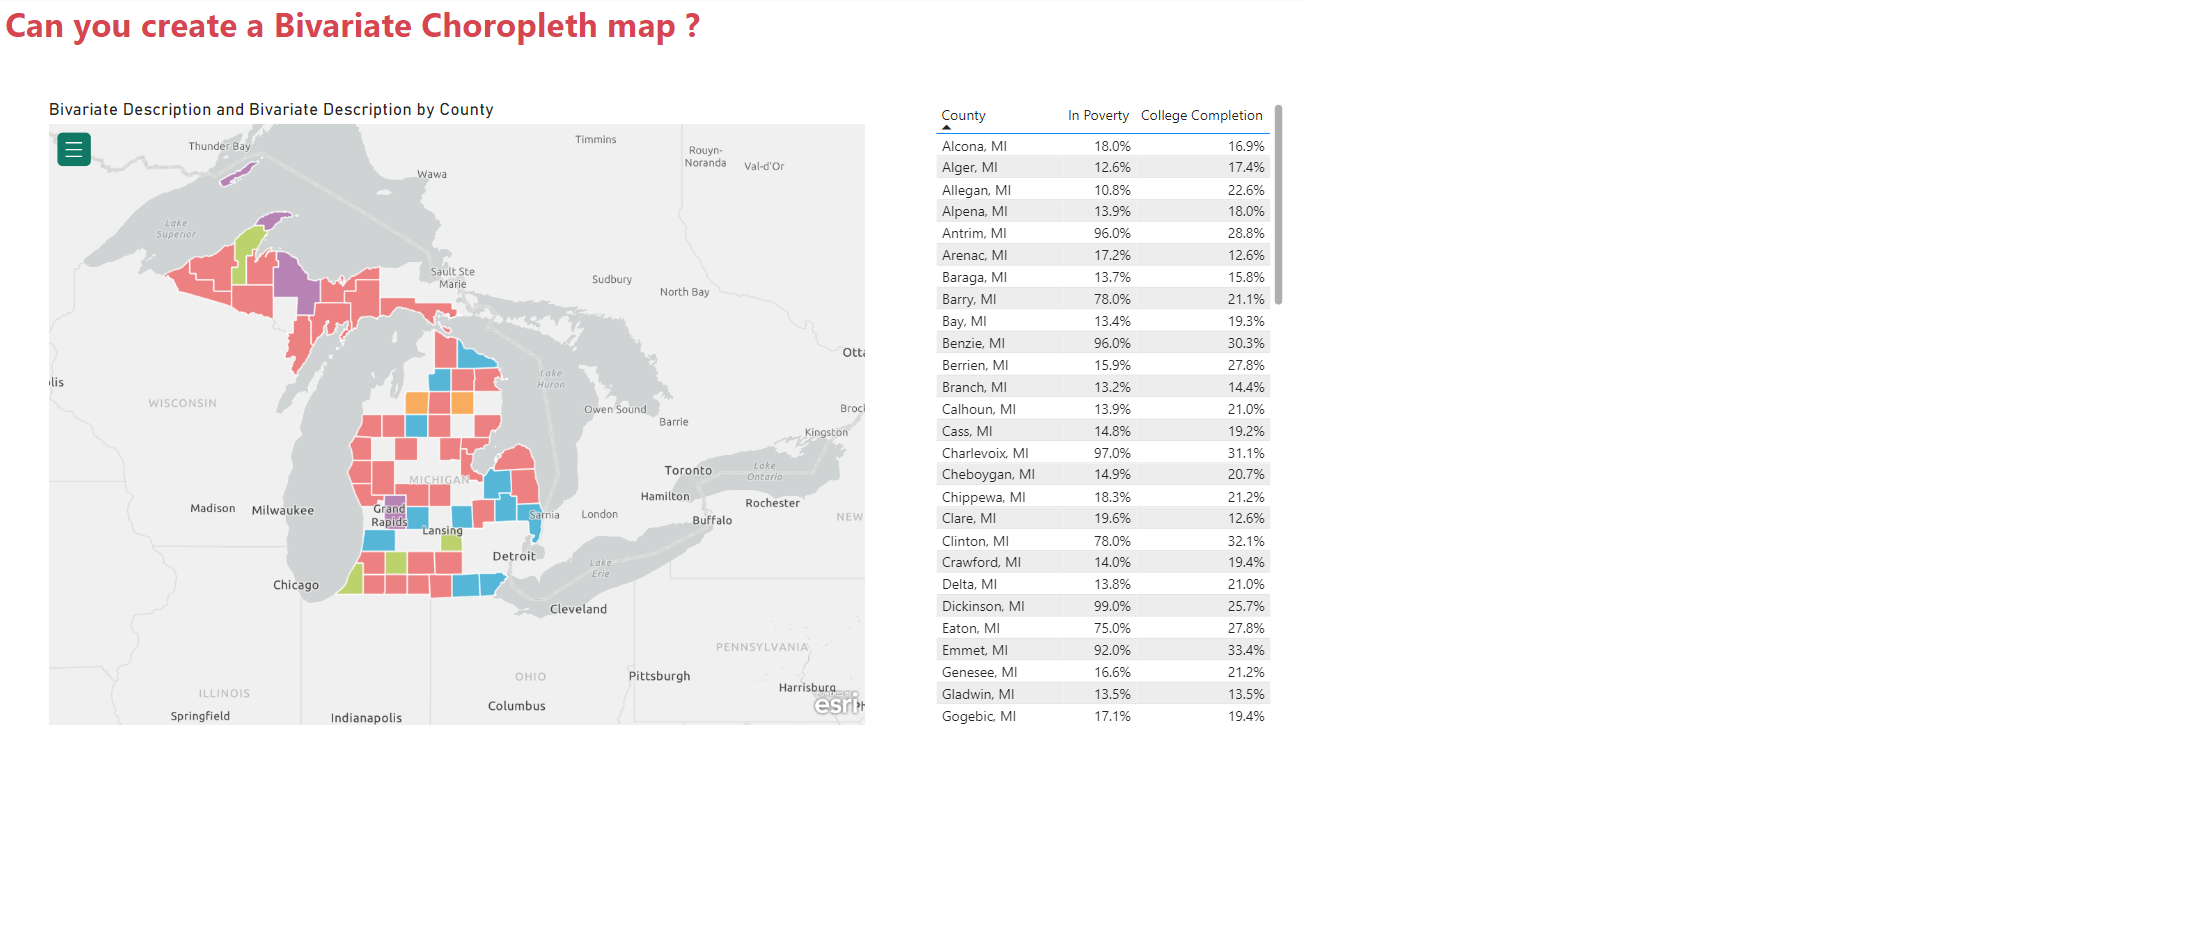 Can you create a Bivariate Choropleth map ?
Bivariate Description and Bivariate Description by County
Thunder Bay
Timmins
Rouyn-
Noranda
Val-d'Or
Wawa
Lake
Superior
Sault Ste
Marie
Sudbury
North Bay
Otta
lis
WISCONSIN
Lake
Huron
Owen Sound
Barrie
Brock
Kingston
MICHIGAN
Toronto
Lake
Ontario
Hamilton
Rochester
Madison
Milwaukee
Grand
Rapids
Lansing
Sarnia
London
Buffalo
NEW
Detroit
Lake
Erie
Chicago
Cleveland
PENNSYLVANIA
OHIO
Pittsburgh
ILLINOIS
Harrisburg
esri
Ph
Springfield
Indianapolis
Columbus
County In Poverty College Completion
Alcona, MI 18.0% 16.9%
Alger, MI 12.6% 17.4%
Allegan, MI 10.8% 22.6%
Alpena, MI 13.9% 18.0%
Antrim, MI 96.0% 28.8%
Arenac, MI 17.2% 12.6%
Baraga, MI 13.7% 15.8%
Barry, MI 78.0% 21.1%
Bay, MI 13.4% 19.3%
Benzie, MI 96.0% 30.3%
Berrien, MI 15.9% 27.8%
Branch, MI 13.2% 14.4%
Calhoun, MI 13.9% 21.0%
Cass, MI 14.8% 19.2%
Charlevoix, MI 97.0% 31.1%
Cheboygan, MI 14.9% 20.7%
Chippewa, MI 18.3% 21.2%
Clare, MI 19.6% 12.6%
Clinton, MI 78.0% 32.1%
Crawford, MI 14.0% 19.4%
Delta, MI 13.8% 21.0%
Dickinson, MI 99.0% 25.7%
Eaton, MI 75.0% 27.8%
Emmet, MI 92.0% 33.4%
Genesee, MI 16.6% 21.2%
Gladwin, MI 13.5% 13.5%
Gogebic, MI 17.1% 19.4%